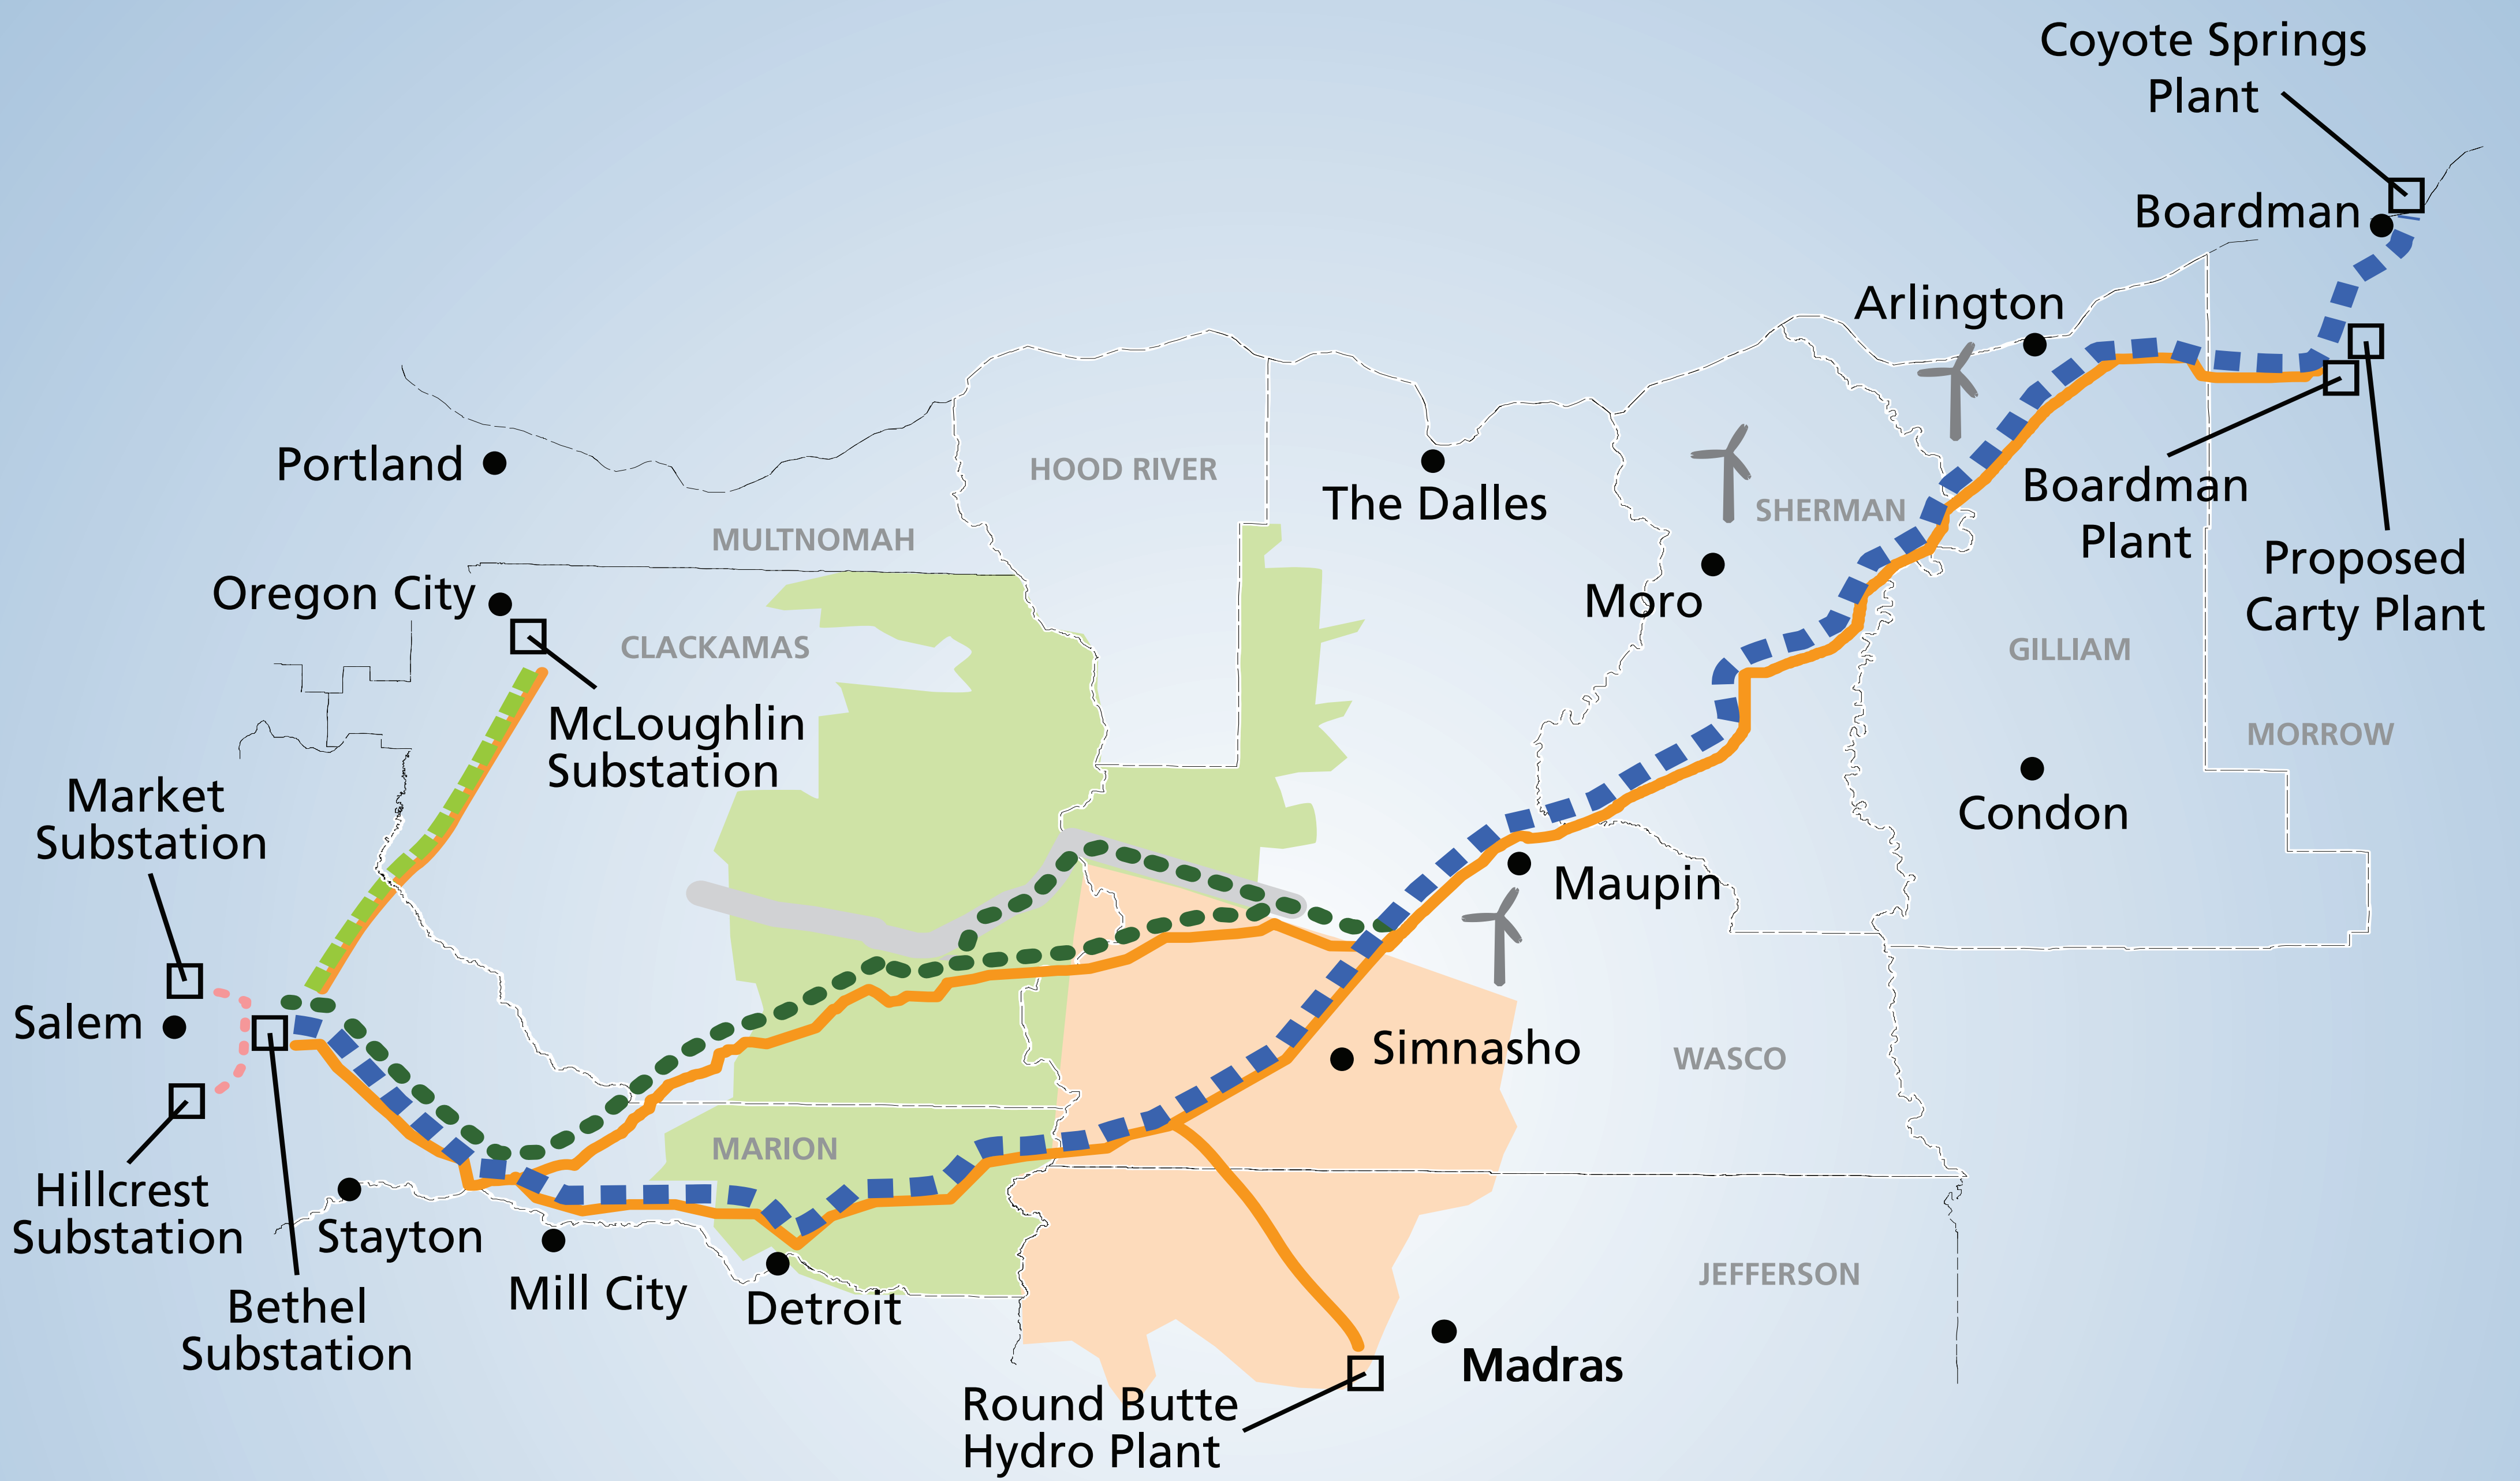 Coyote Springs
Plant
Boardman
Arlington
Portland
HOOD RIVER
The Dalles
SHERMAN
Boardman
Plant
MULTNOMAH
Proposed
Carty Plant
Oregon City
Moro
CLACKAMAS
GILLIAM
McLoughlin
Substation
MORROW
Market
Substation
Condon
Maupin
Salem
Simnasho
WASCO
MARION
Hillcrest
Substation
Stayton
Mill City
Detroit
JEFFERSON
Bethel
Substation
Madras
Round Butte
Hydro Plant